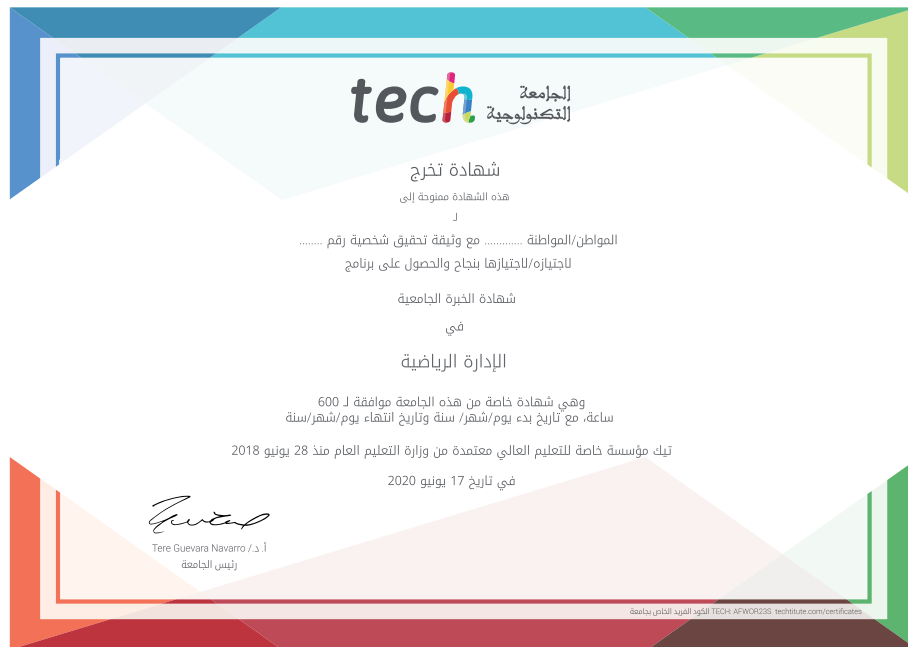 tech الجامعة
التكنولوجية
شهادة تخرج
هذه الشهادة ممنوحة إلى
لـ
المواطن/المواطنة ............ مع وثيقة تحقيق شخصية رقم ........
لاجتيازه/لاجتيازها بنجاح والحصول على برنامج
شهادة الخبرة الجامعية
في
الإدارة الرياضية
وهي شهادة خاصة من هذه الجامعة موافقة لـ 600
ساعة، مع تاريخ بدء يوم/شهر/ سنة وتاريخ انتهاء يوم/شهر/سنة
تيك مؤسسة خاصة للتعليم العالي معتمدة من وزارة التعليم العام منذ 28 يونيو 2018
في تاريخ 17 يونيو 2020
أ.د./ Tere Guevara Navarro
رئيس الجامعة
الكود الفريد الخاص بجامعة TECH: AFWOR23S techtitute.com/certificates